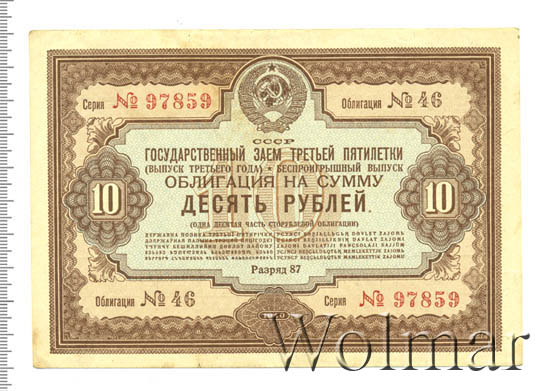 Серия № 97859
Облигация № 46
СССР
ГОСУДАРСТВЕННЫЙ ЗАЕМ ТРЕТЬЕЙ ПЯТИЛЕТКИ
(ВЫПУСК ТРЕТЬЕГО ГОДА) ★ БЕСПРОИГРЫШНЫЙ ВЫПУСК
ОБЛИГАЦИЯ НА СУММУ
10 ДЕСЯТЬ РУБЛЕЙ. 10
(ОДНА ДЕСЯТАЯ ЧАСТЬ СТОРУБЛЕВОЙ ОБЛИГАЦИИ)
Разряд 87
Облигация № 46
Серия № 97859
Wolmar